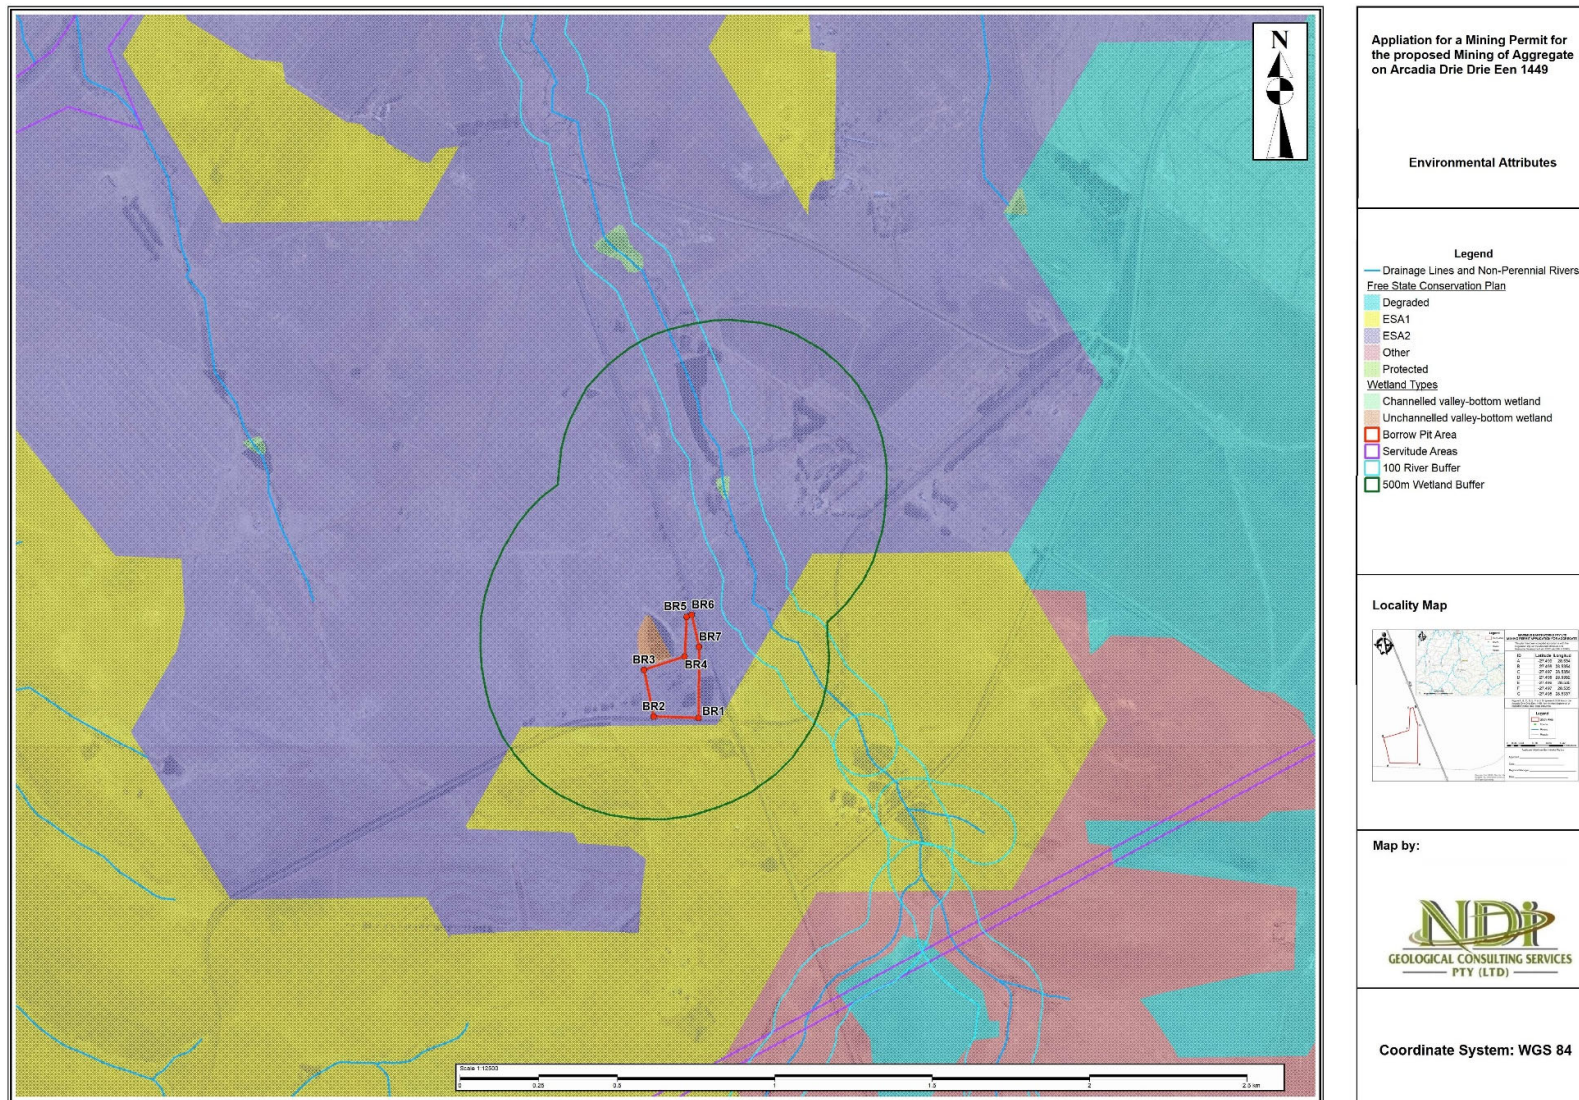 N
BR5 BR6
BR7
BR3
BR4
BR2
BR1
Scale 1:12500
0 0.25 0.5 1 1.5 2 2.5 km
Appliation for a Mining Permit for
the proposed Mining of Aggregate
on Arcadia Drie Drie Een 1449
Environmental Attributes
Legend
Drainage Lines and Non-Perennial Rivers
Free State Conservation Plan
Degraded
ESA1
ESA2
Other
Protected
Wetland Types
Channelled valley-bottom wetland
Unchannelled valley-bottom wetland
Borrow Pit Area
Servitude Areas
100 River Buffer
500m Wetland Buffer
Locality Map
Map by:
NDi
GEOLOGICAL CONSULTING SERVICES
PTY (LTD)
Coordinate System: WGS 84